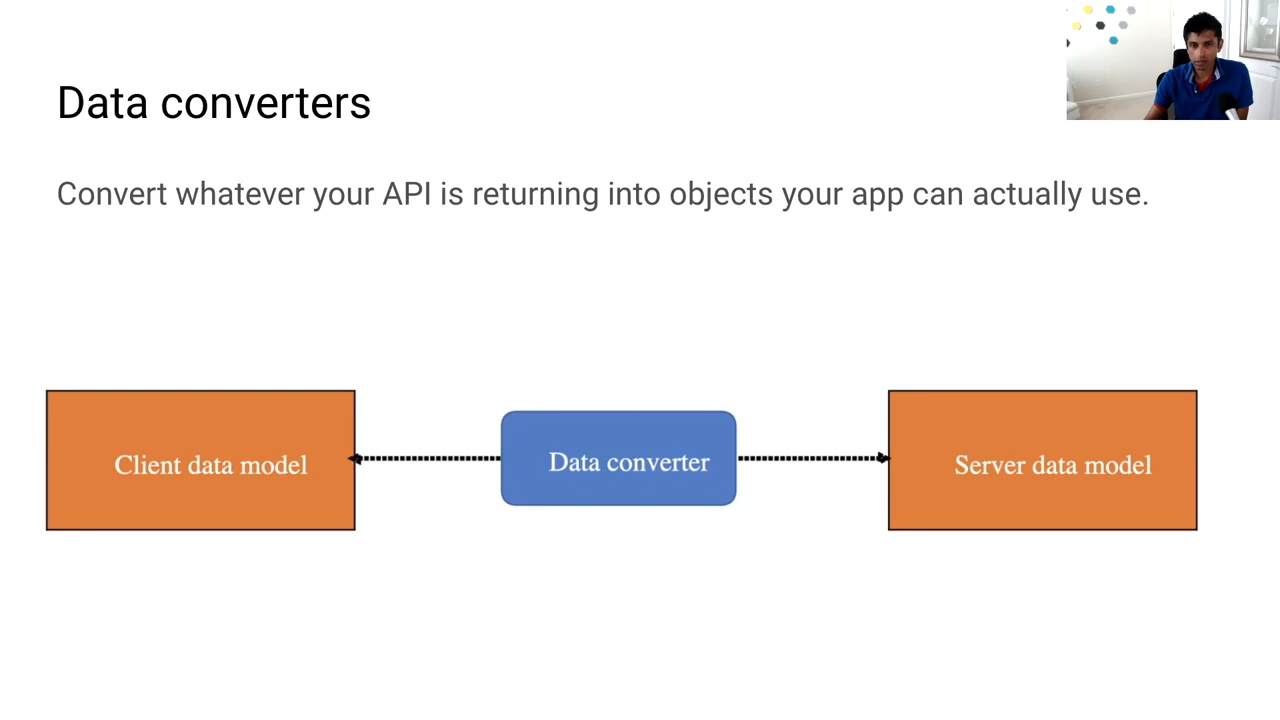 Data converters
Convert whatever your API is returning into objects your app can actually use.
Client data model
Data converter
Server data model